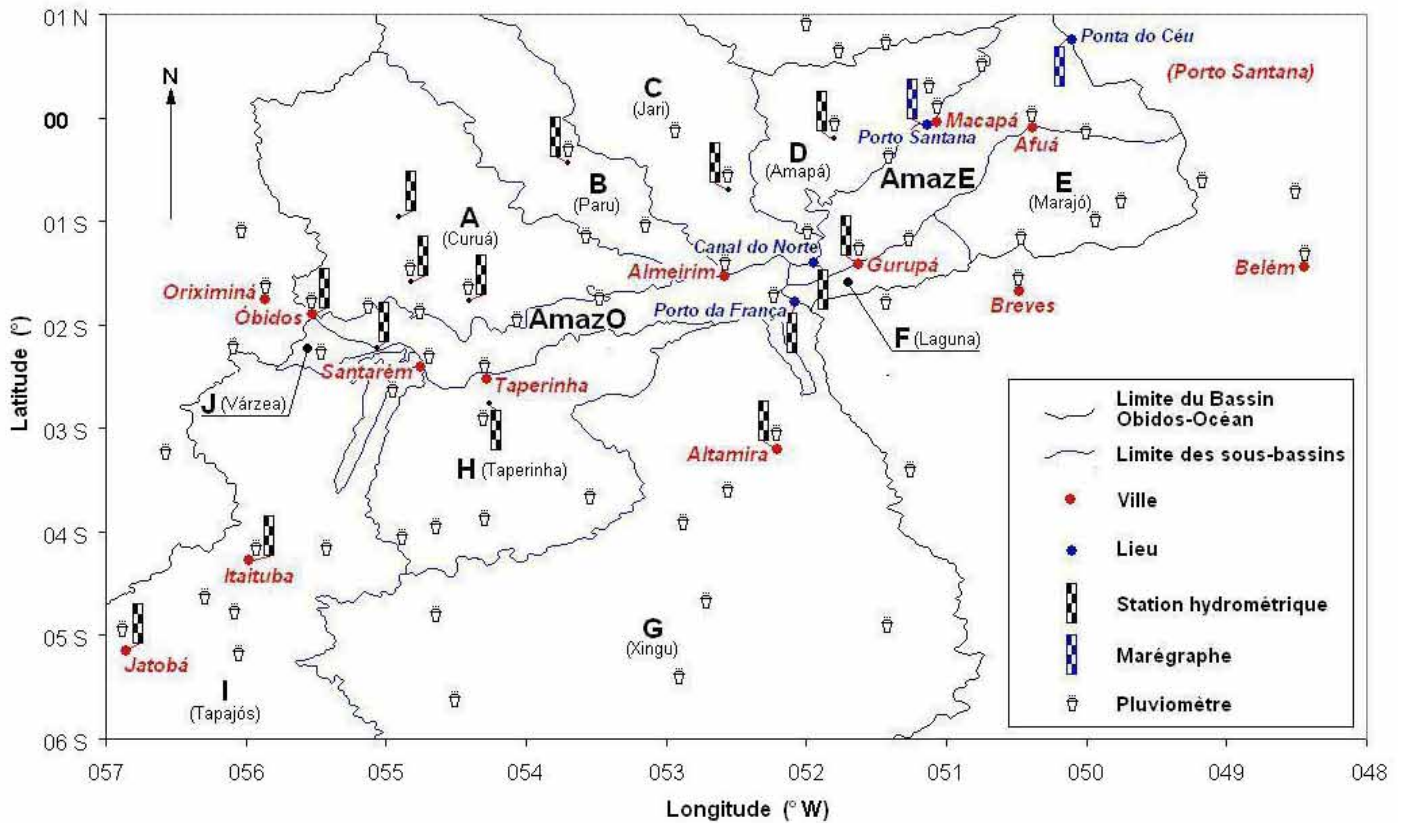 01 N
00
01 S
02 S
03 S
04 S
05 S
06 S
Latitude (°)
057
056
055
054
053
052
051
050
049
048
Longitude (° W)
N
Ponta do Céu
(Porto Santana)
C
(Jari)
Macapá
Porto Santana
Afuá
D
(Amapá)
AmazE
E
(Marajó)
B
(Paru)
A
(Curuá)
Canal do Norte
Almeirim
Gurupá
Belém
Oriximiná
Óbidos
AmazO
Porto da França
Breves
F (Laguna)
Santarém
Taperinha
J (Várzea)
H (Taperinha)
Altamira
Itaituba
G
(Xingu)
Jatobá
I
(Tapajós)
Limite du Bassin
Obidos-Océan
Limite des sous-bassins
Ville
Lieu
Station hydrométrique
Marégraphe
Pluviomètre